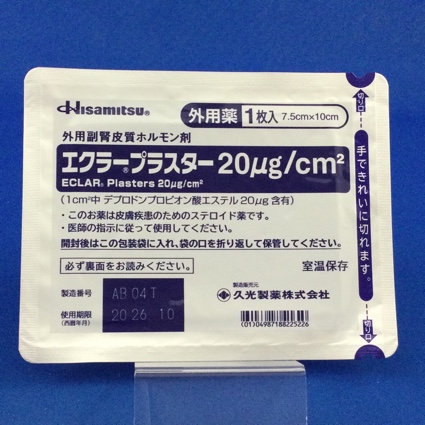 Hisamitsu®
外用薬 1枚入 7.5cm×10cm
外用副腎皮質ホルモン剤
エクラー®プラスター 20μg/cm²
ECLAR® Plasters 20μg/cm²
(1cm²中 デプロドンプロピオン酸エステル 20μg 含有)
・このお薬は皮膚疾患のためのステロイド薬です。
・医師の指示に従って使用してください。
開封後はこの包装袋に入れ、袋の口を折り返して保管してください。
必ず裏面をお読みください。
室温保存
製造番号 AB04T
使用期限 2026 10
(西暦年月)
製造販売元
久光製薬株式会社
(01)04987188225226
切り口
手できれいに切れます。
切り口